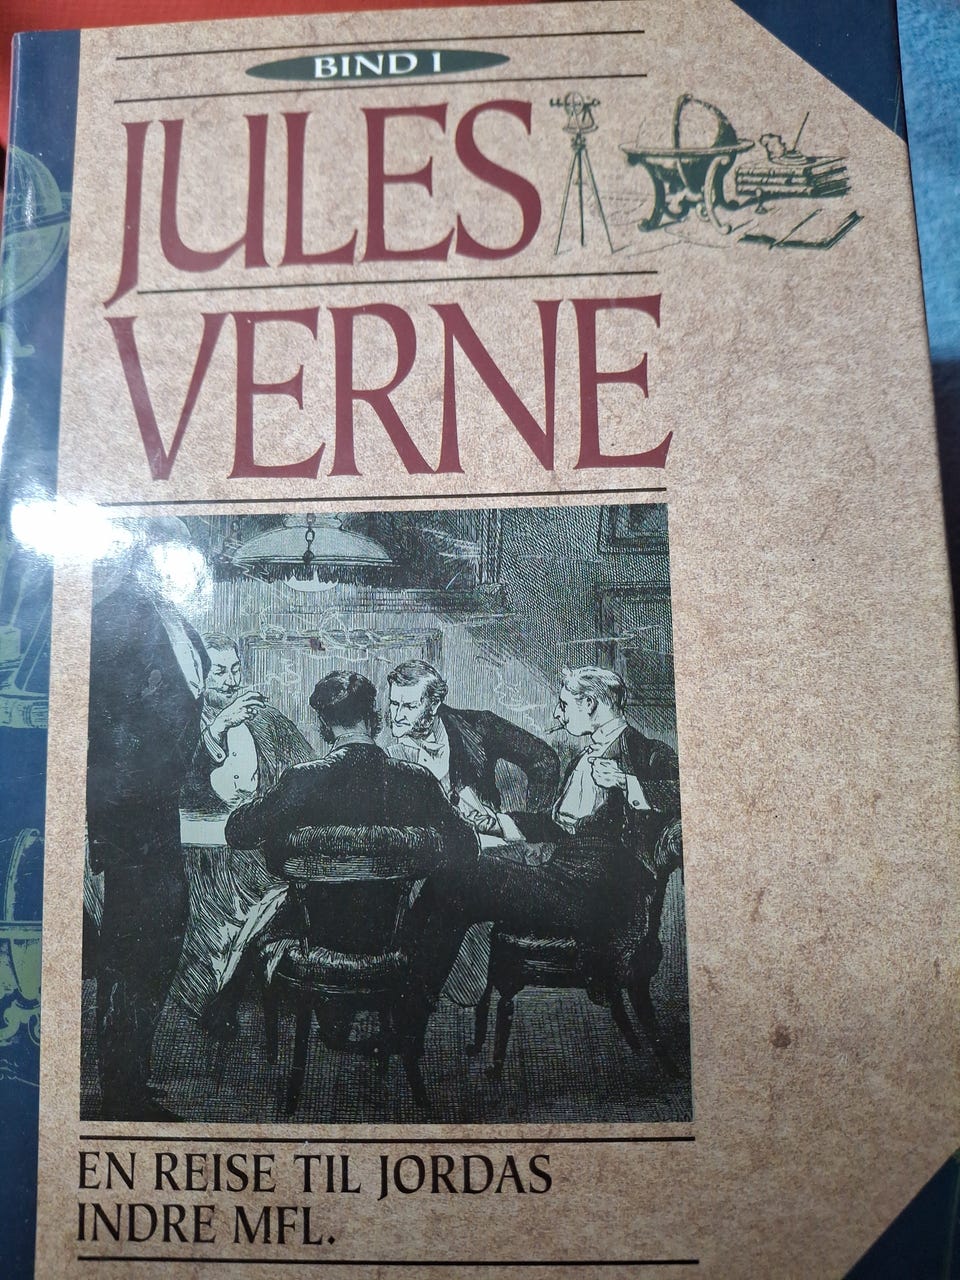 BIND I
JULES
VERNE
EN REISE TIL JORDAS
INDRE MFL.